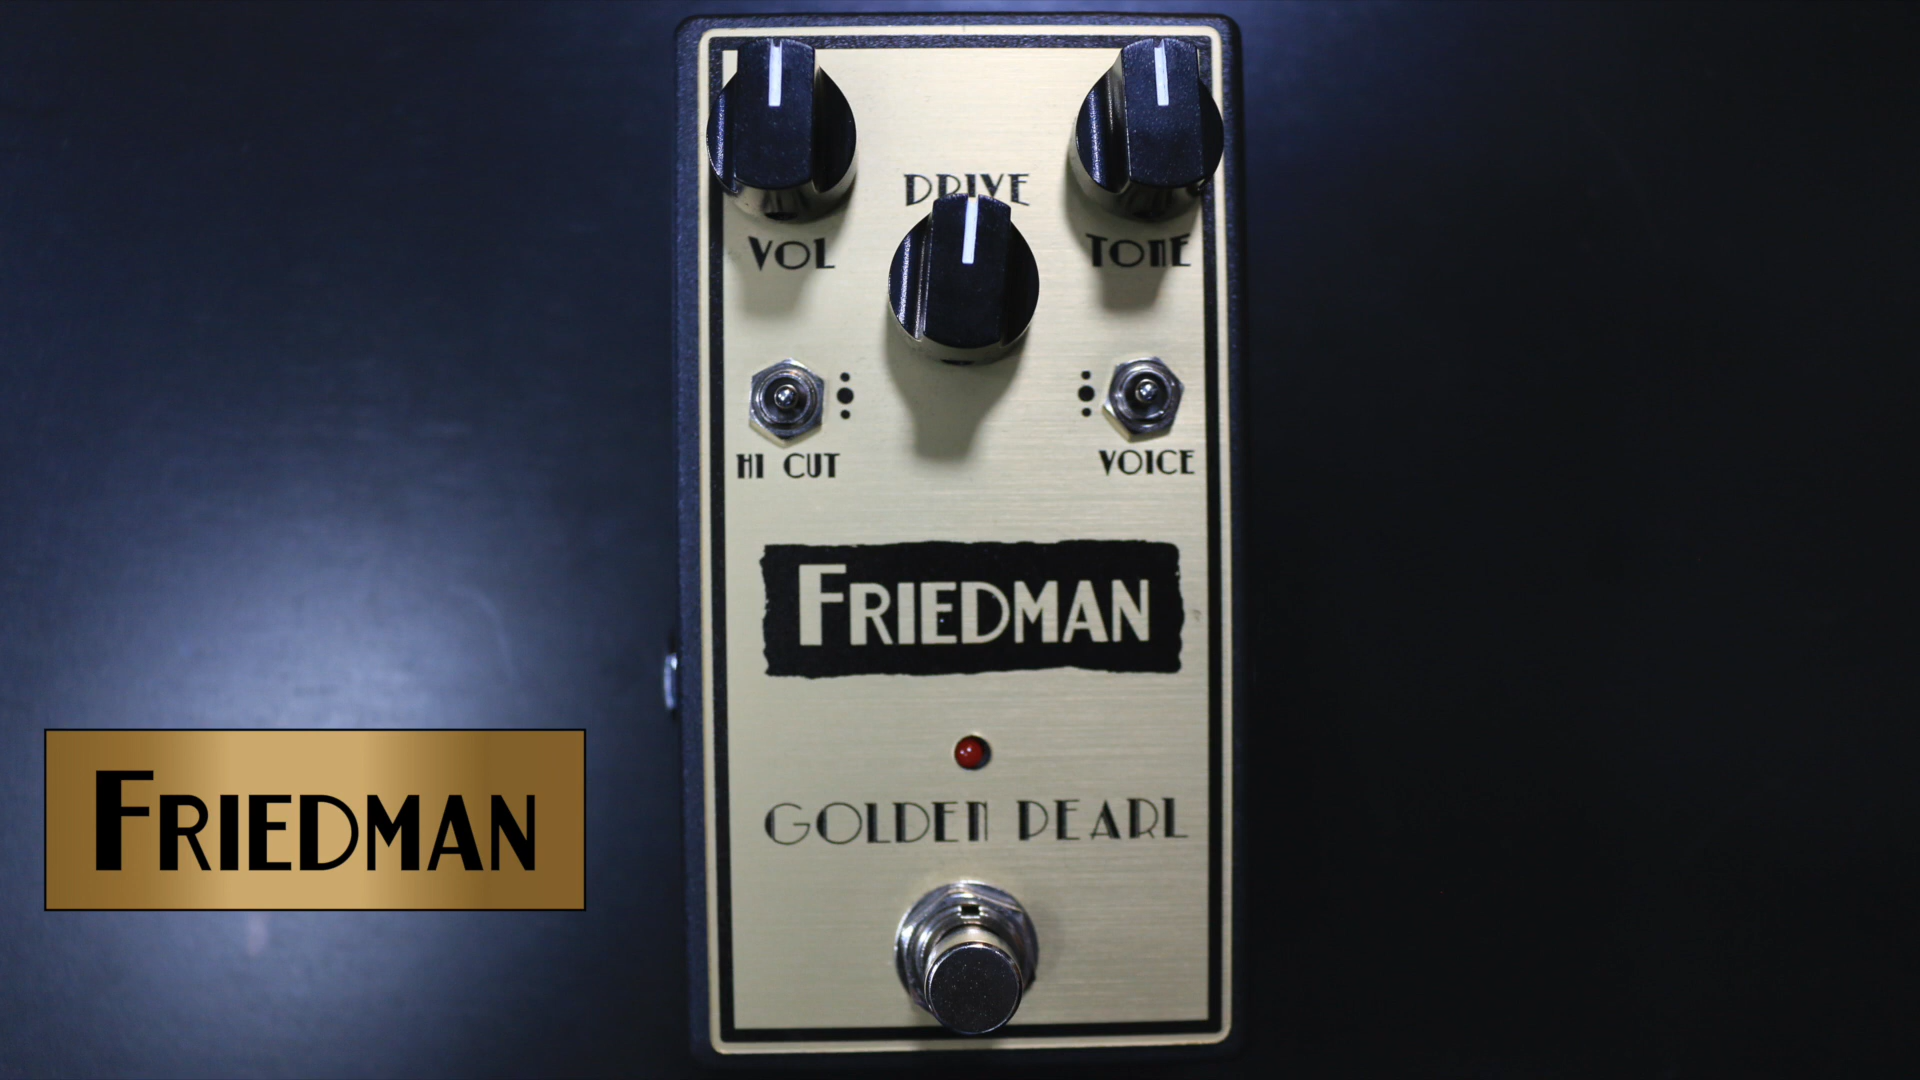 DRIVE
VOL
TONE
HI CUT
VOICE
FRIEDMAN
GOLDEN PEARL
FRIEDMAN